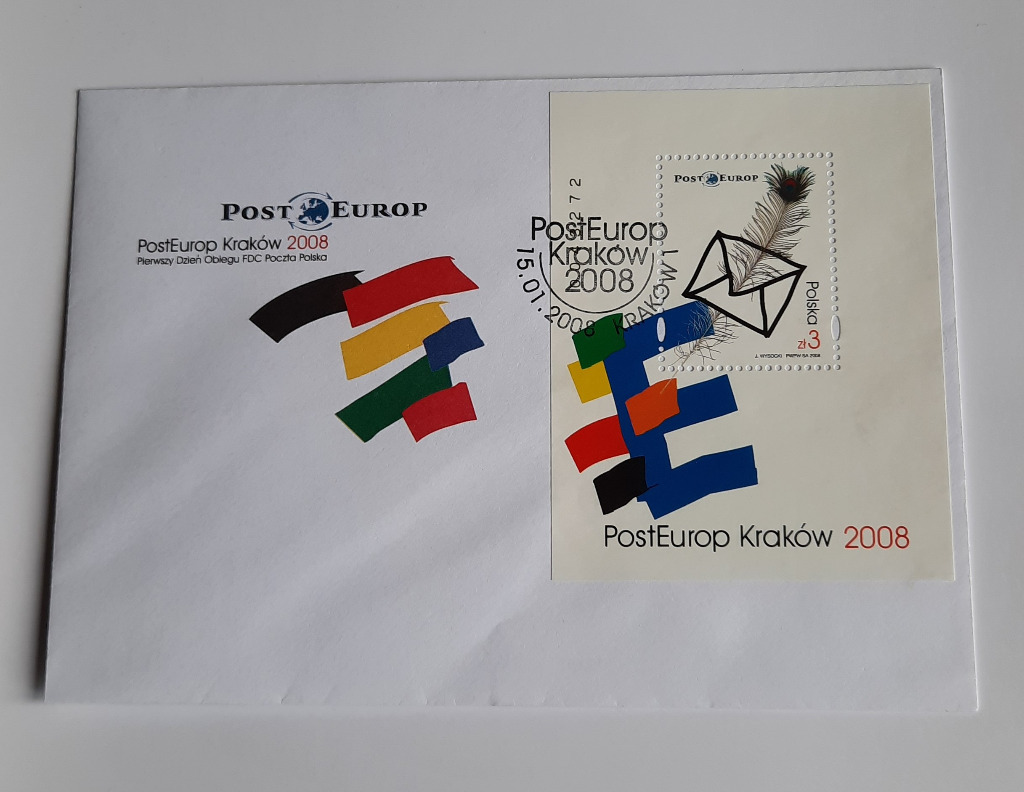 POST EUROP
PostEurop Kraków 2008
Pierwszy Dzień Obiegu FDC Poczta Polska
PostEurop
Kraków
2008
15.01.2008 KRAKÓW 1
POST EUROP
Polska
zł 3
J. WYSOCKI PWPW SA 2008
PostEurop Kraków 2008